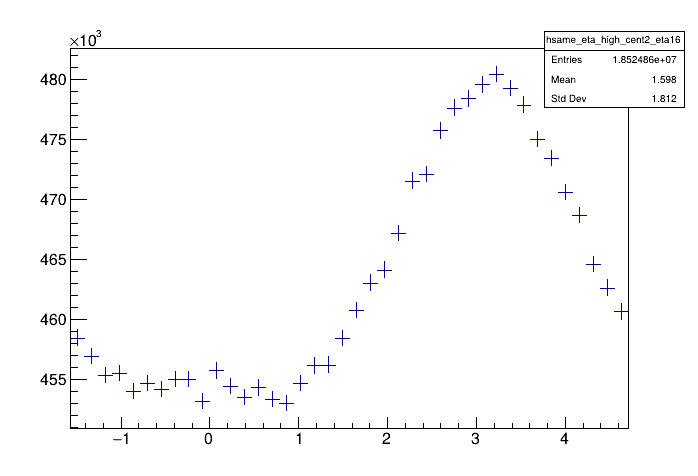 ×10³
hsame_eta_high_cent2_eta16
Entries 1.852486e+07
Mean 1.598
Std Dev 1.812
480
475
470
465
460
455
−1 0 1 2 3 4